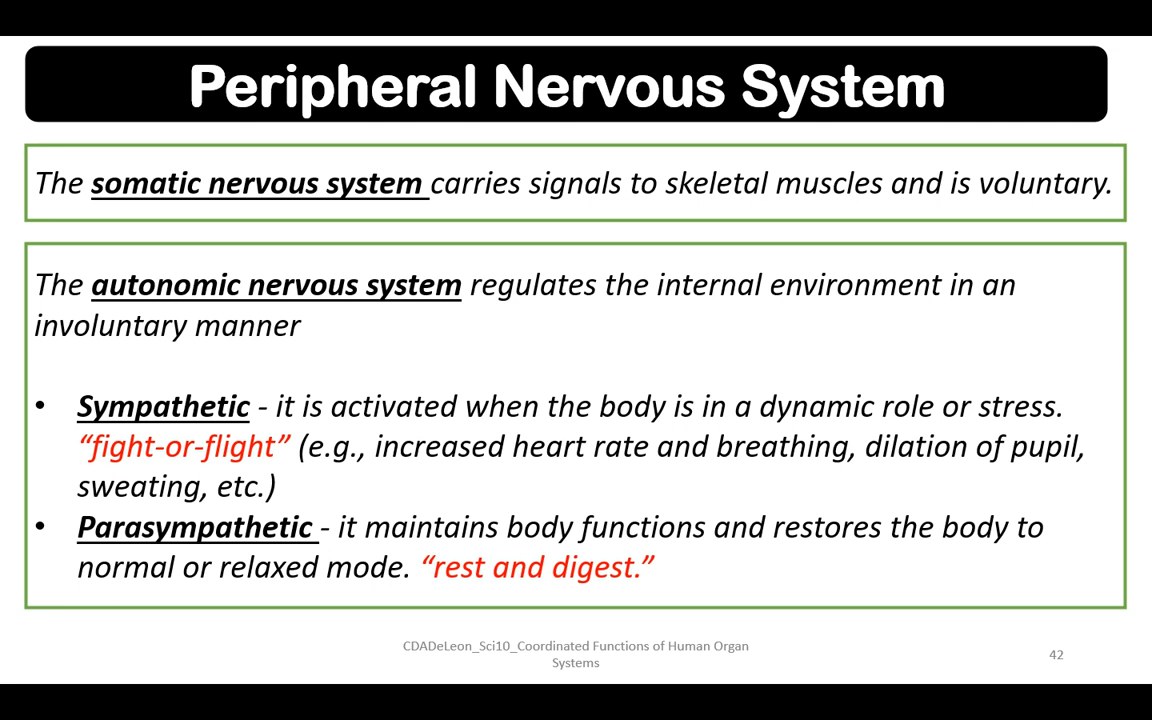 Peripheral Nervous System
The somatic nervous system carries signals to skeletal muscles and is voluntary.
The autonomic nervous system regulates the internal environment in an
involuntary manner
• Sympathetic - it is activated when the body is in a dynamic role or stress.
“fight-or-flight” (e.g., increased heart rate and breathing, dilation of pupil,
sweating, etc.)
• Parasympathetic - it maintains body functions and restores the body to
normal or relaxed mode. “rest and digest.”
CDADeLeon_Sci10_Coordinated Functions of Human Organ
Systems
42